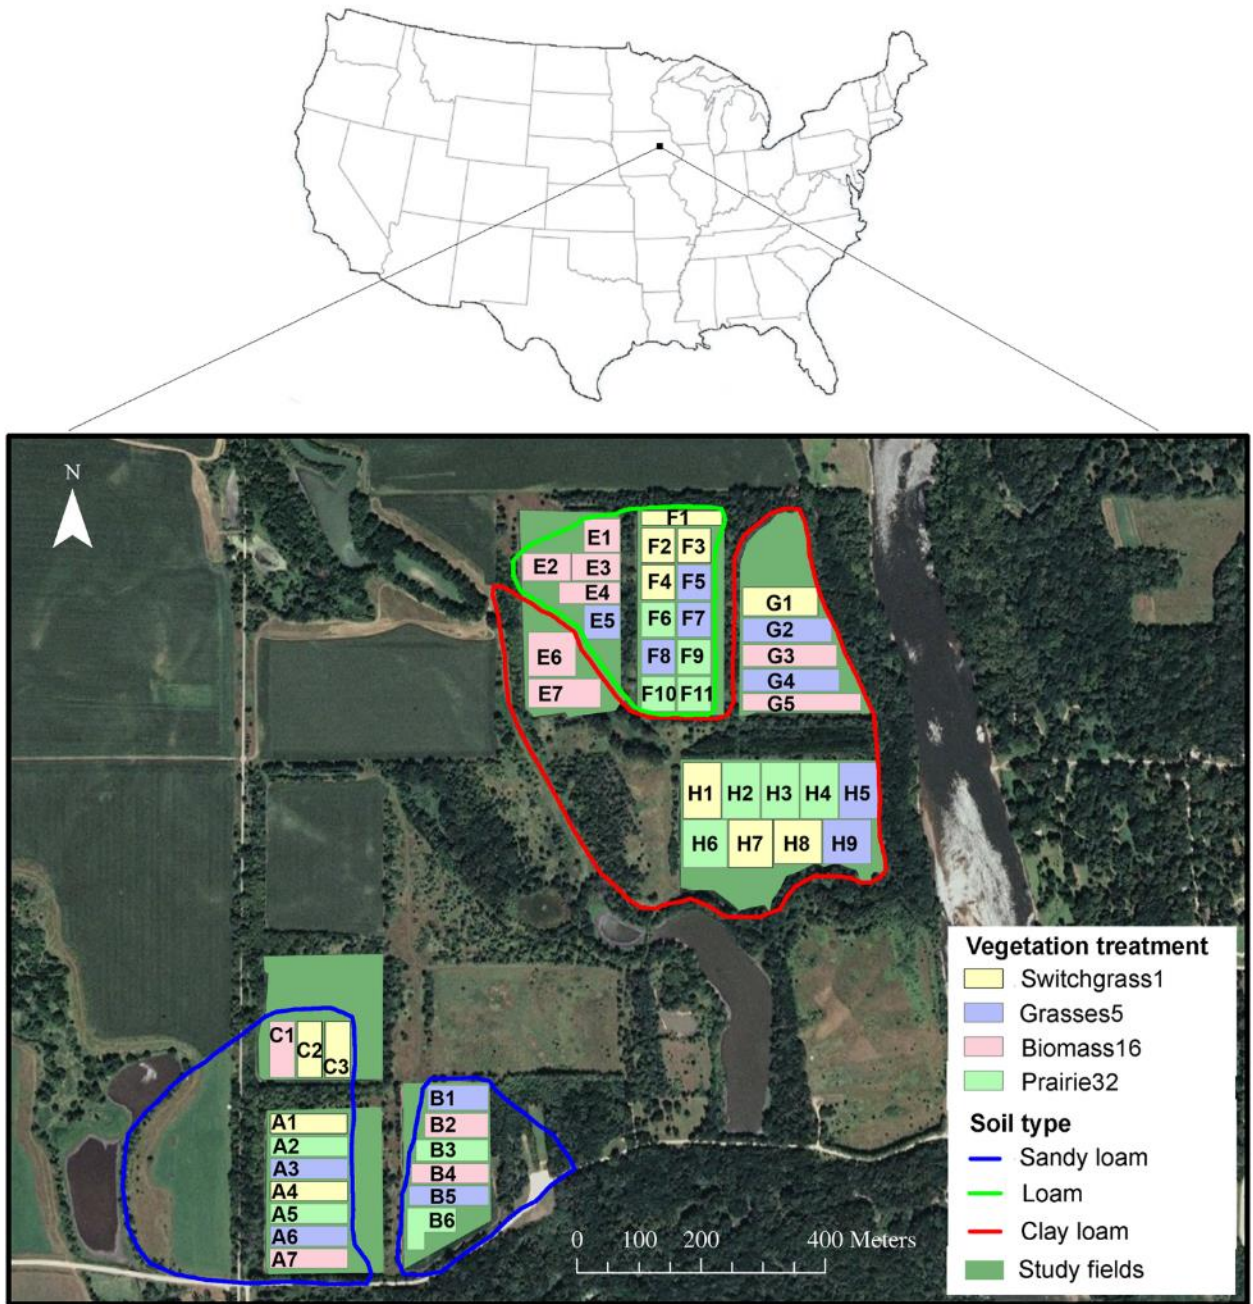 N
E1
F1
E2
E3
F2
F3
E4
F4
F5
E5
F6
F7
G1
G2
E6
F8
F9
G3
E7
F10
F11
G4
G5
H1
H2
H3
H4
H5
H6
H7
H8
H9
C1
C2
C3
A1
A2
A3
A4
A5
A6
A7
B1
B2
B3
B4
B5
B6
0 100 200 400 Meters
Vegetation treatment
Switchgrass1
Grasses5
Biomass16
Prairie32
Soil type
Sandy loam
Loam
Clay loam
Study fields